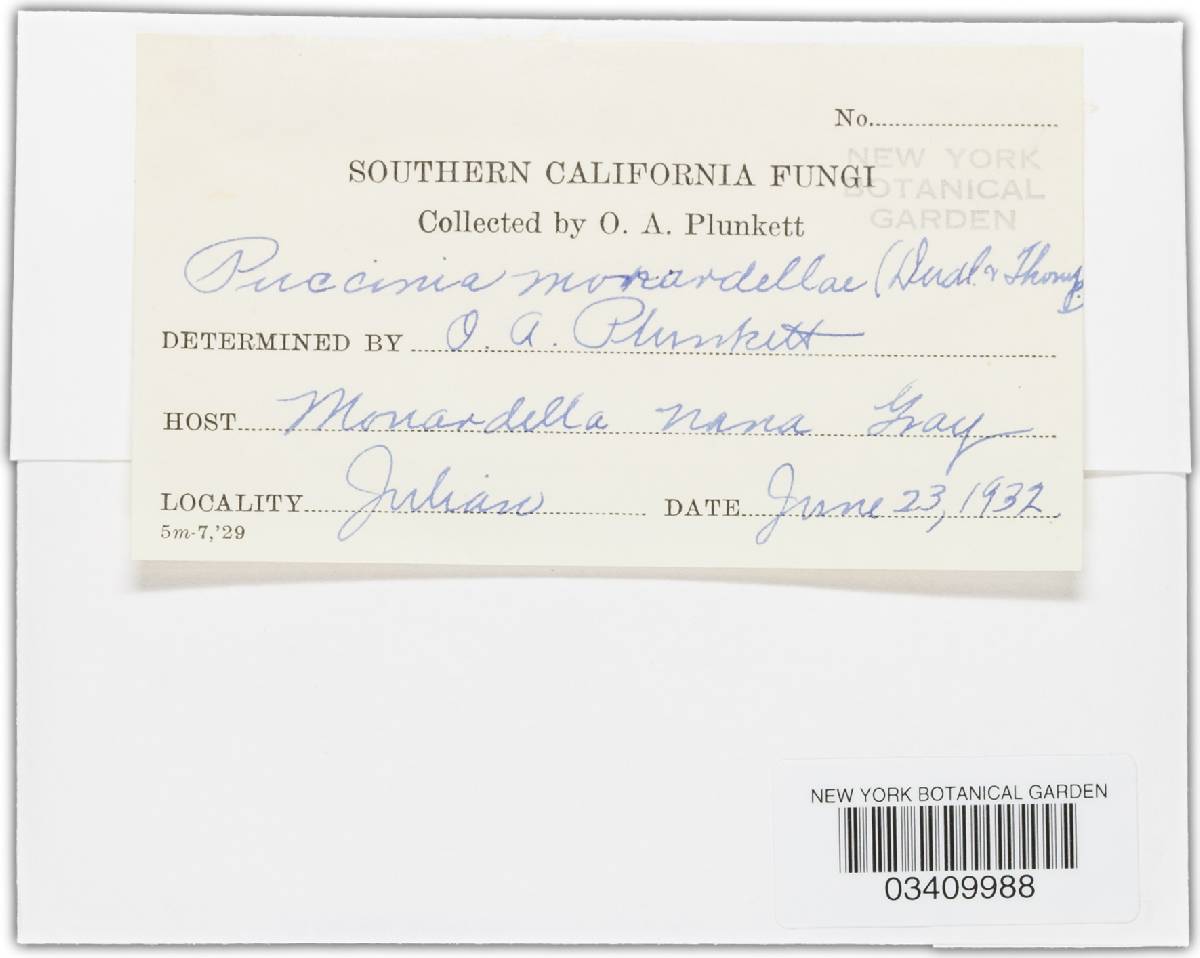 No.
NEW YORK
BOTANICAL
GARDEN
SOUTHERN CALIFORNIA FUNGI
Collected by O. A. Plunkett
Puccinia monardellae (Dudl. & Thomp.
DETERMINED BY O. A. Plunkett
HOST Monardella nana Gray
LOCALITY Julian DATE June 23, 1932
5m-7,'29
NEW YORK BOTANICAL GARDEN
03409988